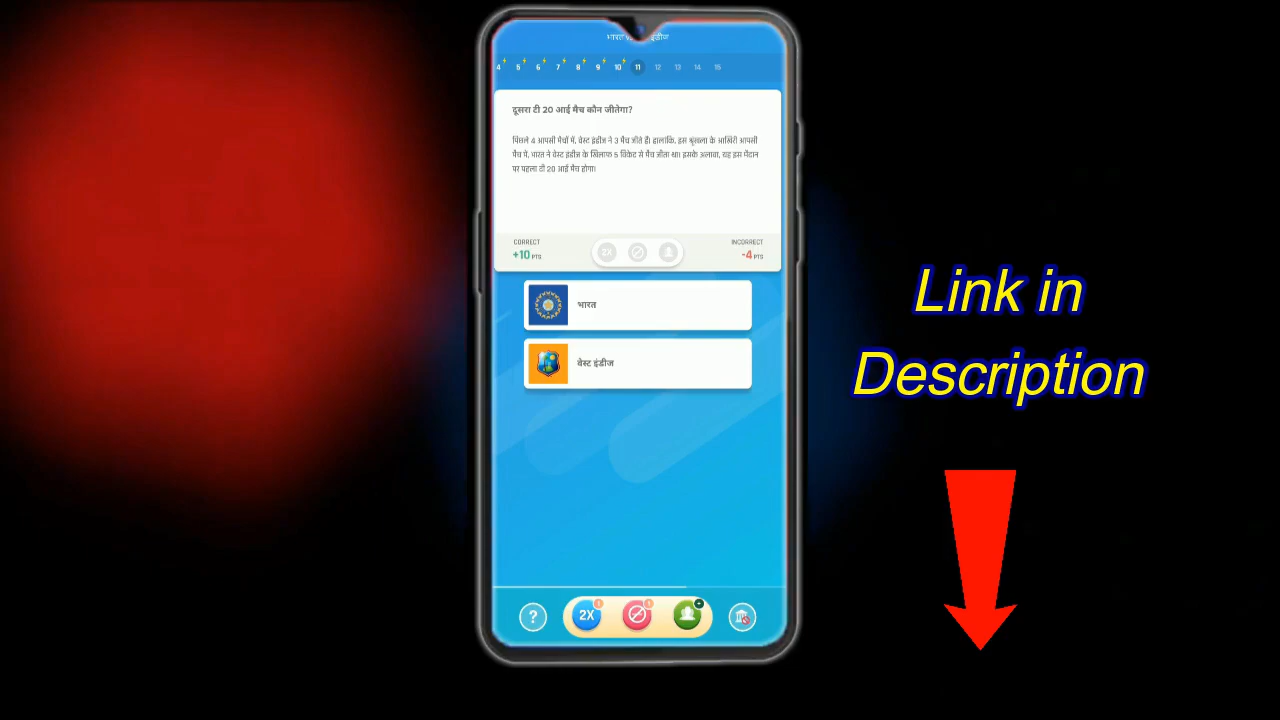 4 5 6 7 8 9 10 11 12 13 14 15
दूसरा टी 20 आई मैच कौन जीतेगा?
पिछले 4 आपसी मैचों में, वेस्ट इंडीज ने 3 मैच जीते हैं। हालांकि, इस श्रृंखला के आखिरी आपसी
मैच में, भारत ने वेस्ट इंडीज के खिलाफ 5 विकेट से मैच जीता था। इसके अलावा, यह इस मैदान
पर पहला टी 20 आई मैच होगा।
CORRECT
+10 PTS
2X
INCORRECT
-4 PTS
भारत
वेस्ट इंडीज
? 2X
Link in
Description